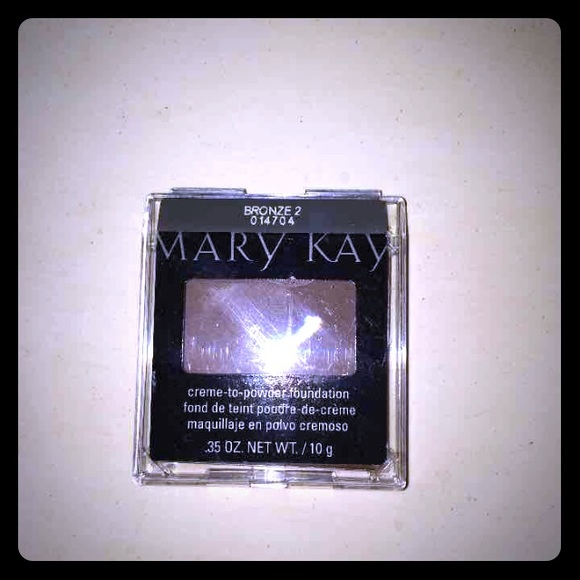 BRONZE 2
014704
MARY KAY
creme-to-powder foundation
fond de teint poudre-de-crème
maquillaje en polvo cremoso
.35 OZ. NET WT. / 10 g